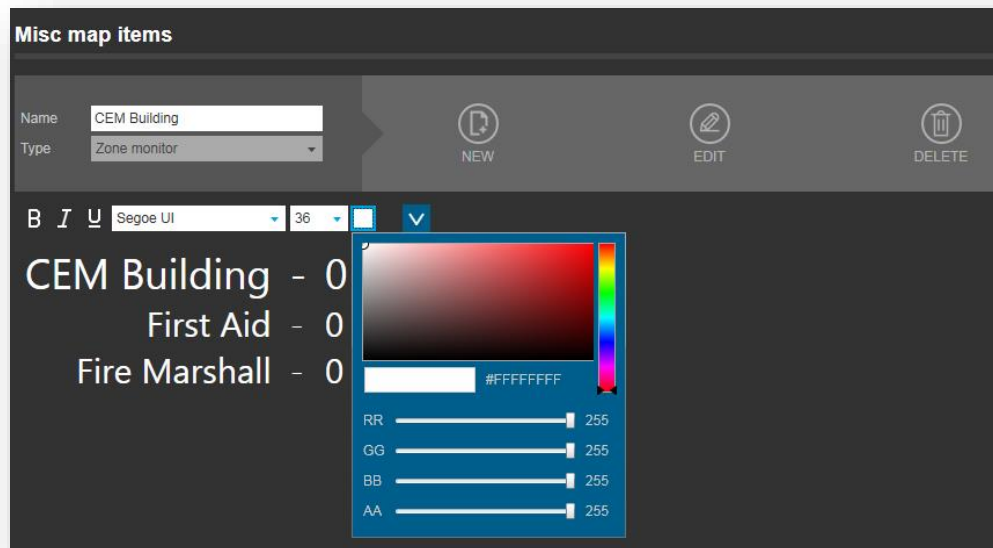 Misc map items
Name CEM Building
Type Zone monitor
NEW EDIT DELETE
B I U Segoe UI 36
CEM Building - 0
First Aid - 0
Fire Marshall - 0
#FFFFFFFF
RR 255
GG 255
BB 255
AA 255